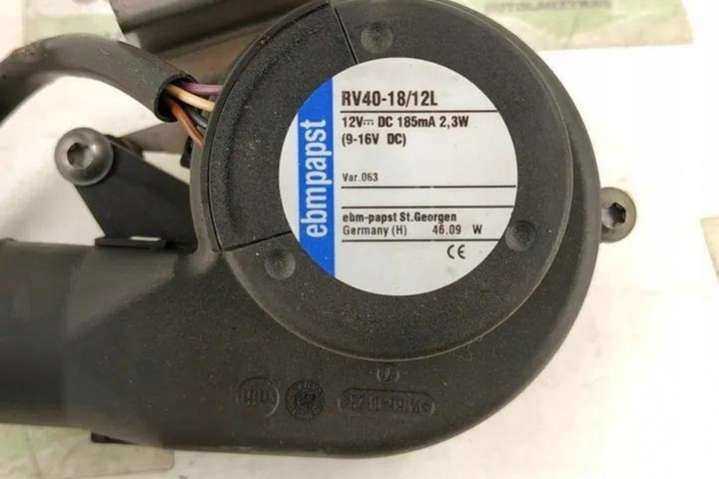 ebmpapst
RV40-18/12L
12V⎓ DC 185mA 2,3W
(9-16V DC)
Var.063
ebm-papst St.Georgen
Germany (H) 46.09 W
CE